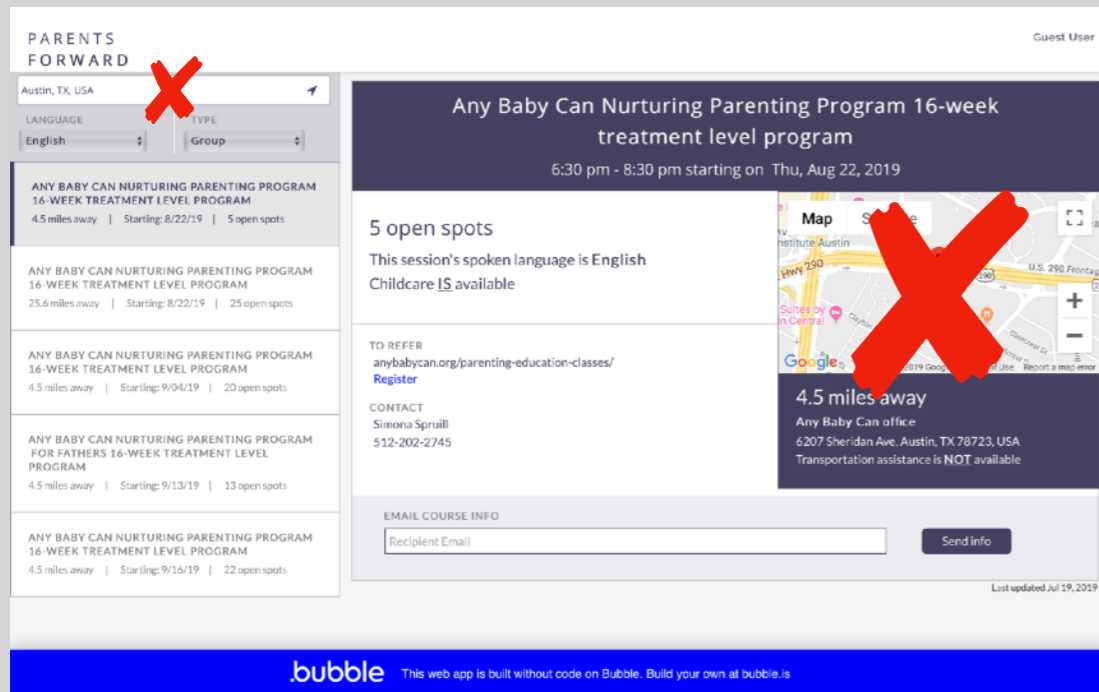 PARENTS
FORWARD
Guest User
Austin, TX, USA
LANGUAGE TYPE
English Group
ANY BABY CAN NURTURING PARENTING PROGRAM
16-WEEK TREATMENT LEVEL PROGRAM
4.5 miles away | Starting: 8/22/19 | 5 open spots
ANY BABY CAN NURTURING PARENTING PROGRAM
16-WEEK TREATMENT LEVEL PROGRAM
25.6 miles away | Starting: 8/22/19 | 25 open spots
ANY BABY CAN NURTURING PARENTING PROGRAM
16-WEEK TREATMENT LEVEL PROGRAM
4.5 miles away | Starting: 9/04/19 | 20 open spots
ANY BABY CAN NURTURING PARENTING PROGRAM
FOR FATHERS 16-WEEK TREATMENT LEVEL
PROGRAM
4.5 miles away | Starting: 9/13/19 | 13 open spots
ANY BABY CAN NURTURING PARENTING PROGRAM
16-WEEK TREATMENT LEVEL PROGRAM
4.5 miles away | Starting: 9/16/19 | 22 open spots
Any Baby Can Nurturing Parenting Program 16-week
treatment level program
6:30 pm - 8:30 pm starting on Thu, Aug 22, 2019
5 open spots
This session's spoken language is English
Childcare IS available
TO REFER
anybabycan.org/parenting-education-classes/
Register
CONTACT
Simona Spruill
512-202-2745
Map
Austin
Hwy 290
U.S. 290 Frontag
290
Suites by
Central
Google
2019 Report a map error
4.5 miles away
Any Baby Can office
6207 Sheridan Ave, Austin, TX 78723, USA
Transportation assistance is NOT available
EMAIL COURSE INFO
Recipient Email
Send info
Last updated Jul 19, 2019
.bubble This web app is built without code on Bubble. Build your own at bubble.is